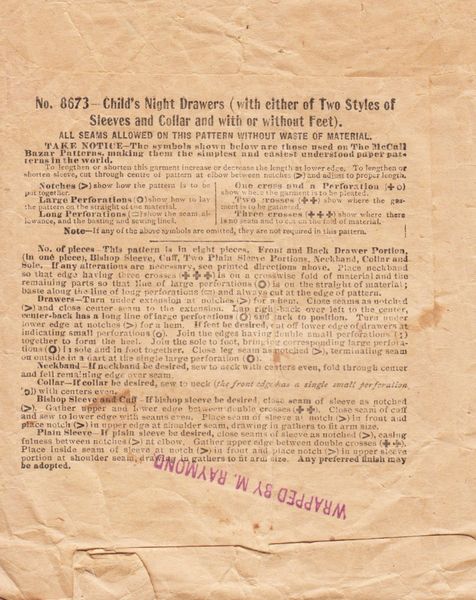 No. 8673—Child's Night Drawers (with either of Two Styles of
Sleeves and Collar and with or without Feet).
ALL SEAMS ALLOWED ON THIS PATTERN WITHOUT WASTE OF MATERIAL.
TAKE NOTICE—The symbols shown below are those used on The McCall
Bazar Patterns, making them the simplest and easiest understood paper pat-
terns in the world.
To lengthen or shorten this garment increase or decrease the length at lower edge. To lengthen or
shorten sleeve, cut through centre of pattern at elbow between notches (>) and adjust to proper length.
Notches (>) show how the pattern is to be
put together.
Large Perforations (O) show how to lay
the pattern on the straight of material.
Long Perforations (▭) show the seam al-
lowance, and the basting and sewing lines.
One cross and a Perforation (✚O)
show where the garment is to be pleated.
Two crosses (✚✚) show where the gar-
ment is to be gathered.
Three crosses (✚✚✚) show where there
is no seam and to cut on the fold of material.
Note—If any of these symbols are omitted, they are not required in this pattern.
No. of pieces—This pattern is in eight pieces. Front and Back Drawer Portion,
(in one piece), Bishop Sleeve, Cuff, Two Plain Sleeve Portions, Neckband, Collar and
Sole. If any alterations are necessary, see printed directions above. Place neckband
so that edge having three crosses (✚✚✚) is on a crosswise fold of material and the
remaining parts so that line of large perforations (O) is on the straight of material;
baste along the line of long perforations (▭) and always cut at the edge of pattern.
Drawers—Turn under extension at notches (>) for a hem. Close seams as notched
(>) and close center seam to the extension. Lap right back over left to the center,
center-back has a long line of large perforations (O) and tack to position. Turn under
lower edge at notches (>) for a hem. If feet be desired, cut off lower edge of drawers at
indicating small perforations (o). Join the edges having double small perforations (:)
together to form the heel. Join the sole to foot, bringing corresponding large perfora-
tions (O) in sole and in foot together. Close leg seam as notched (>), terminating seam
on outside in a dart at the single large perforation (O).
Neckband—If neckband be desired, sew to neck with centers even, fold through center
and fell remaining edge over seam.
Collar—If collar be desired, sew to neck (the front edge has a single small perforation
(o)) with centers even.
Bishop Sleeve and Cuff—If bishop sleeve be desired, close seam of sleeve as notched
(>). Gather upper and lower edge between double crosses (✚✚). Close seam of cuff
and sew to lower edge with seams even. Place seam of sleeve at notch (>) in front and
place notch (>) in upper edge at shoulder seam, drawing in gathers to fit arm size.
Plain Sleeve—If plain sleeve be desired, close seams of sleeve as notched (>), easing
fulness between notches (>) at elbow. Gather upper edge between double crosses (✚✚).
Place inside seam of sleeve at notch (>) in front and place notch (>) in upper sleeve
portion at shoulder seam, drawing in gathers to fit arm size. Any preferred finish may
be adopted.
WRAPPED BY M. RAYMOND